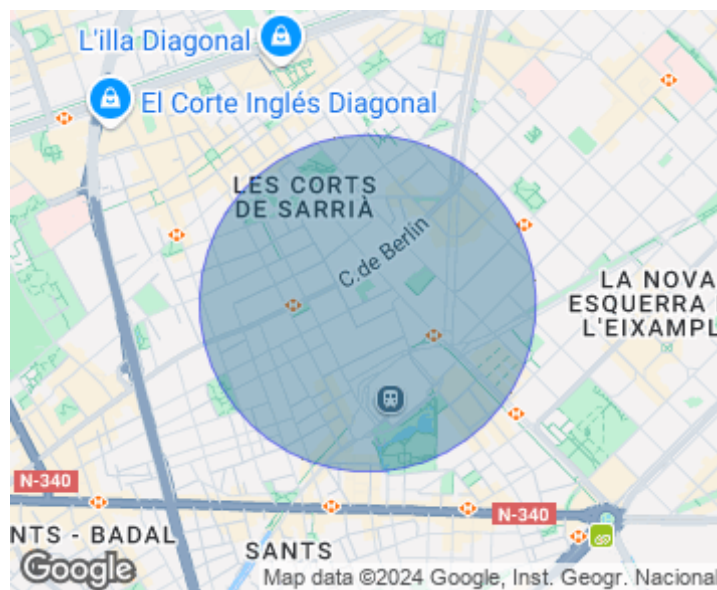 L'illa Diagonal
El Corte Inglés Diagonal
LES CORTS
DE SARRIÀ
C. de Berlín
LA NOVA
ESQUERRA
L'EIXAMPL
N-340
N-340
NTS - BADAL
SANTS
Google
Map data ©2024 Google, Inst. Geogr. Nacional